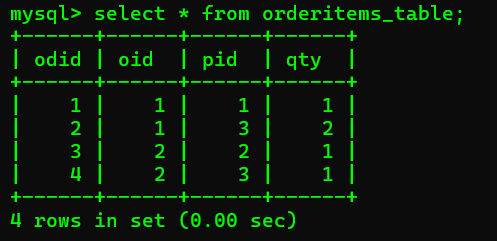 mysql> select * from orderitems_table;
+------+------+------+------+
| odid | oid  | pid  | qty  |
+------+------+------+------+
|    1 |    1 |    1 |    1 |
|    2 |    1 |    3 |    2 |
|    3 |    2 |    2 |    1 |
|    4 |    2 |    3 |    1 |
+------+------+------+------+
4 rows in set (0.00 sec)